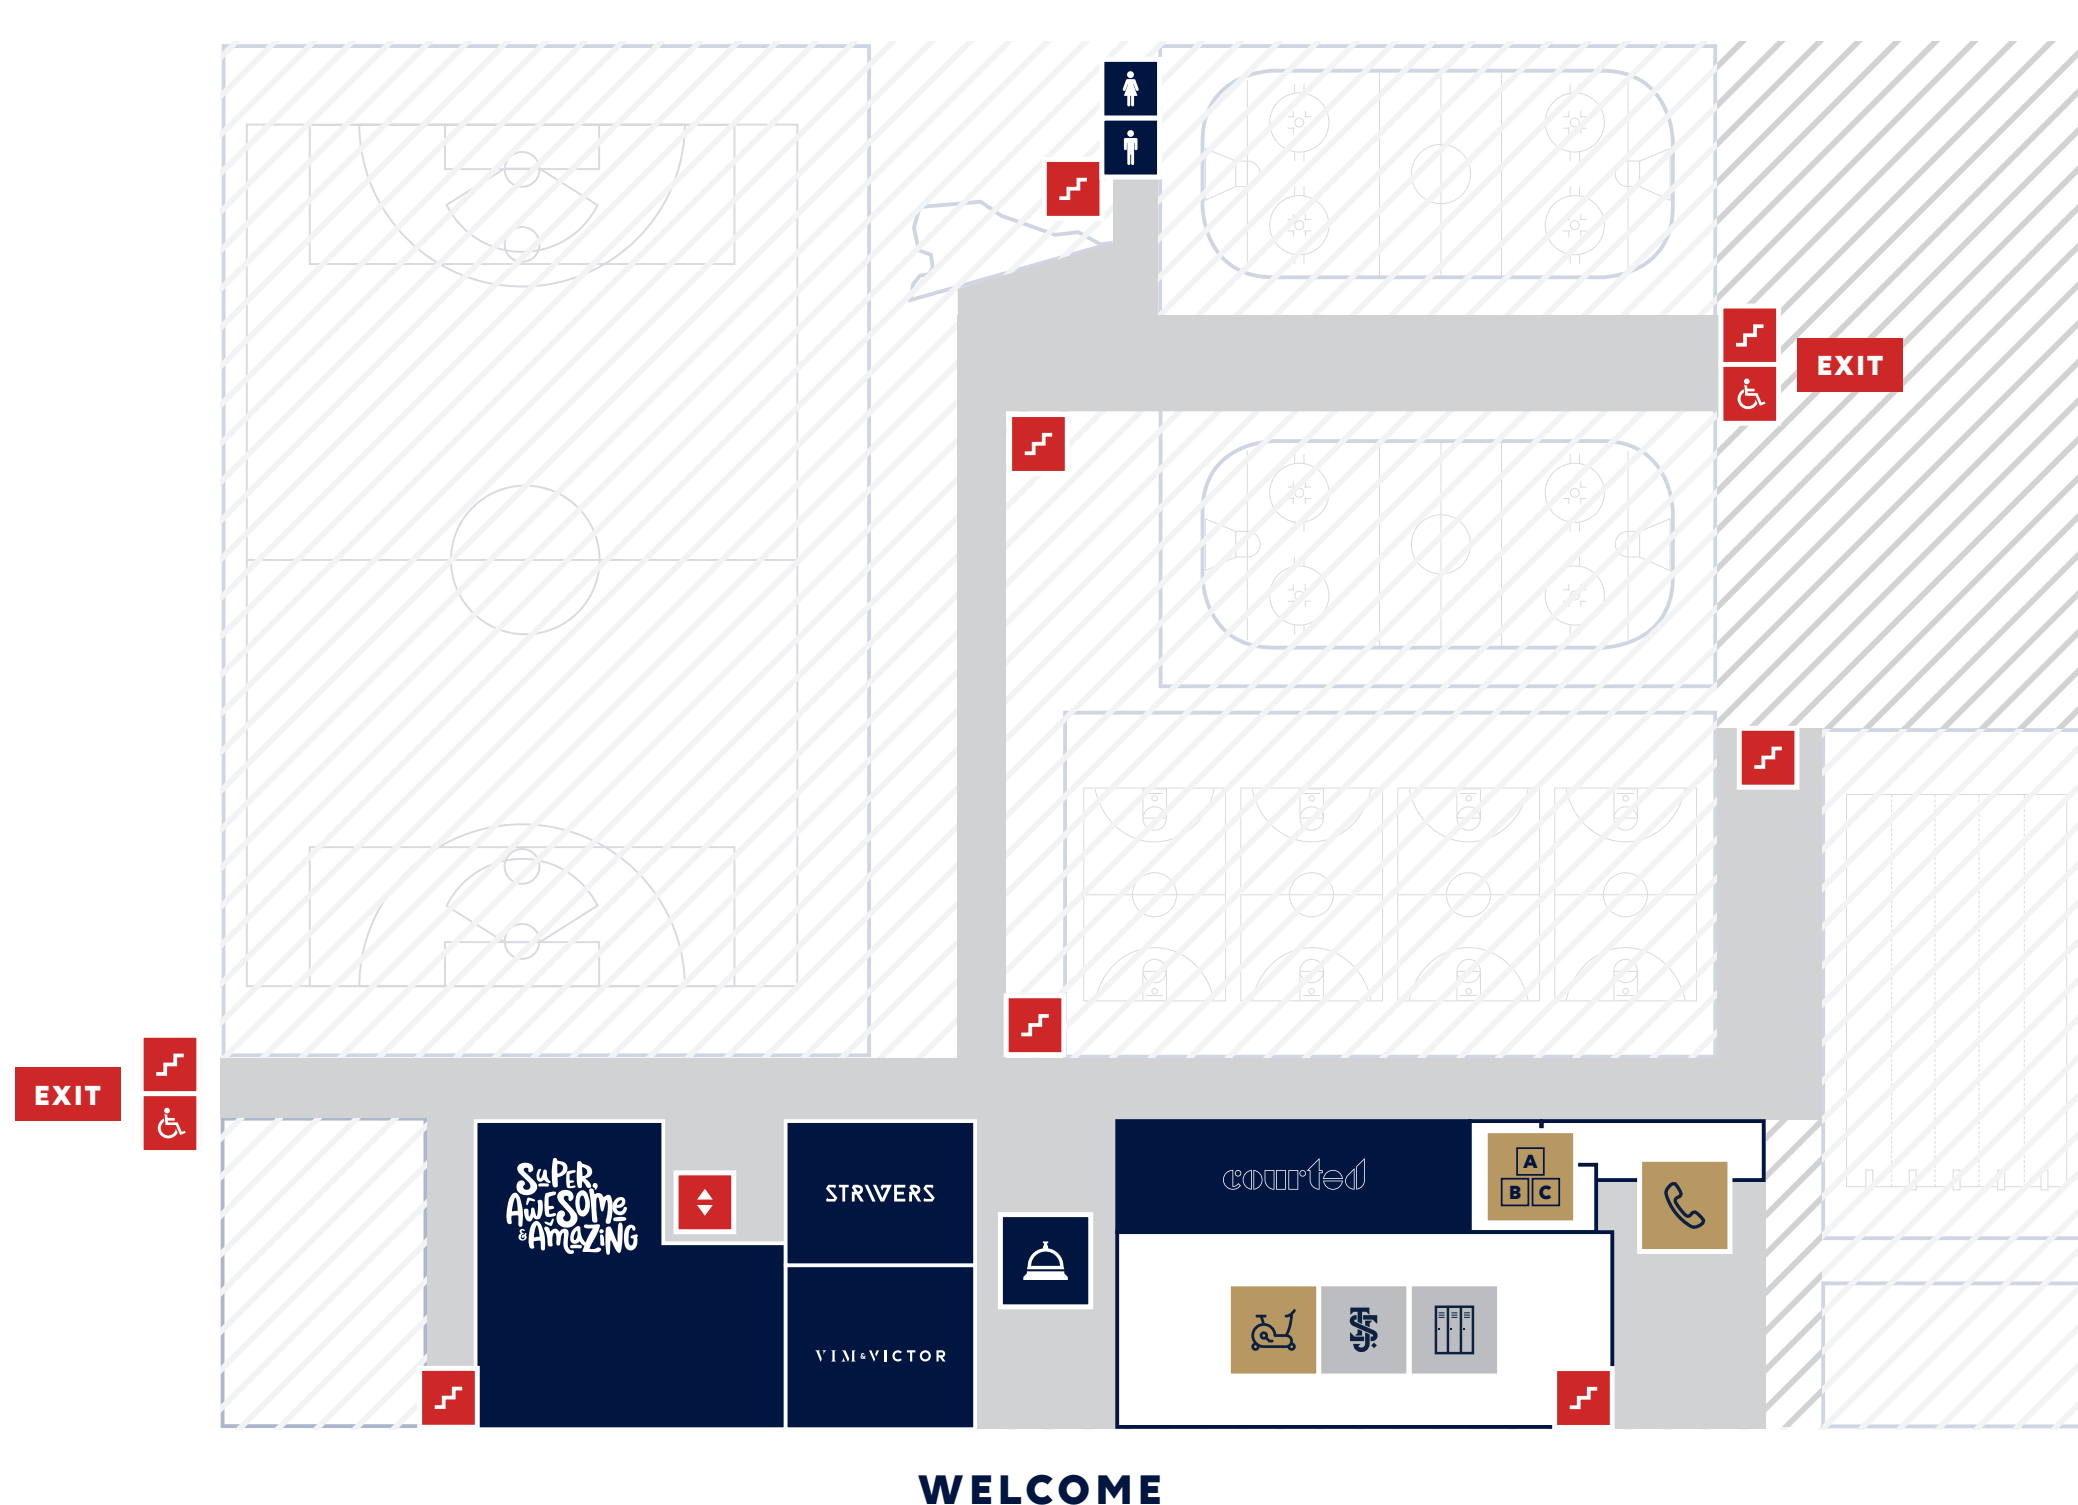 EXIT
EXIT
SUPER,
AWESOME
& AMAZING
STRIVERS
courted
A
B C
VIM & VICTOR
WELCOME